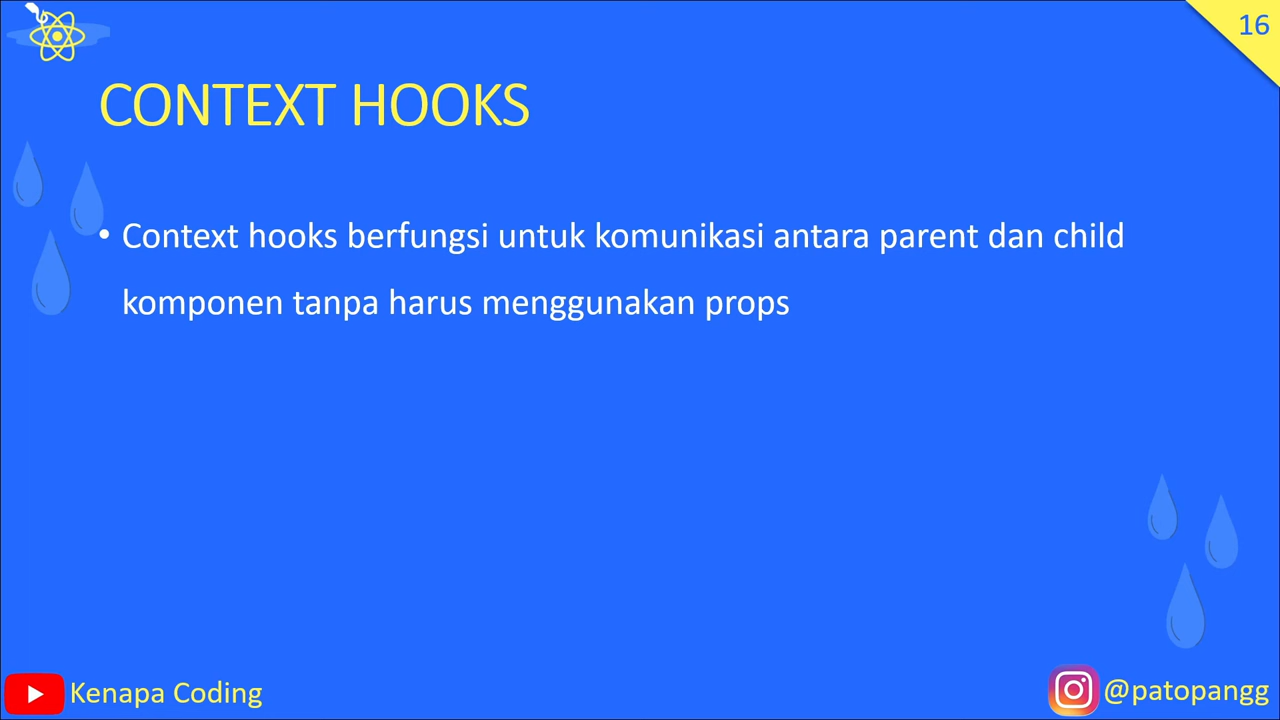 16
CONTEXT HOOKS
• Context hooks berfungsi untuk komunikasi antara parent dan child
komponen tanpa harus menggunakan props
Kenapa Coding
@patopangg